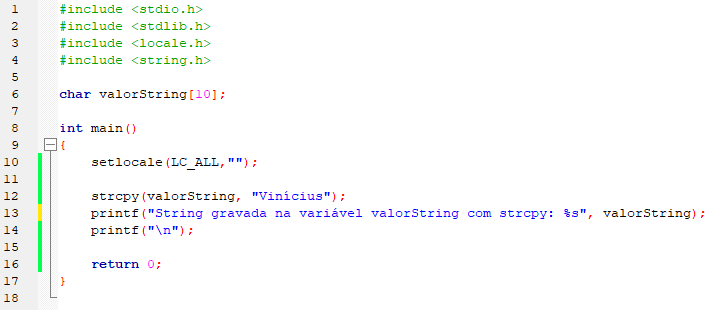 1 #include <stdio.h>
2 #include <stdlib.h>
3 #include <locale.h>
4 #include <string.h>
5
6 char valorString[10];
7
8 int main()
9 {
10 setlocale(LC_ALL,"");
11
12 strcpy(valorString, "Vinícius");
13 printf("String gravada na variável valorString com strcpy: %s", valorString);
14 printf("\n");
15
16 return 0;
17 }
18